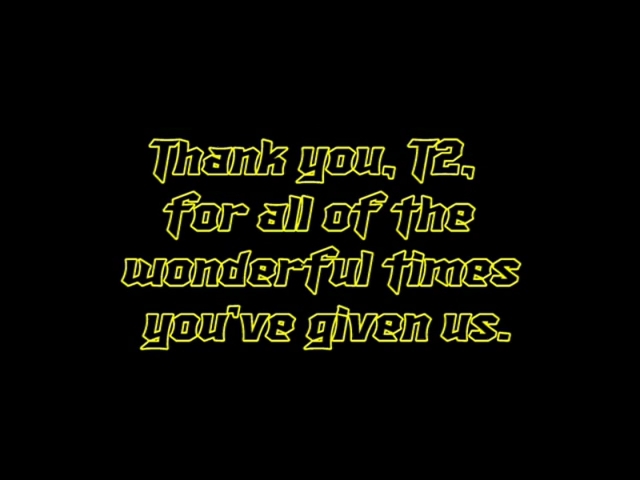 Thank you, T2,
for all of the
wonderful times
you've given us.